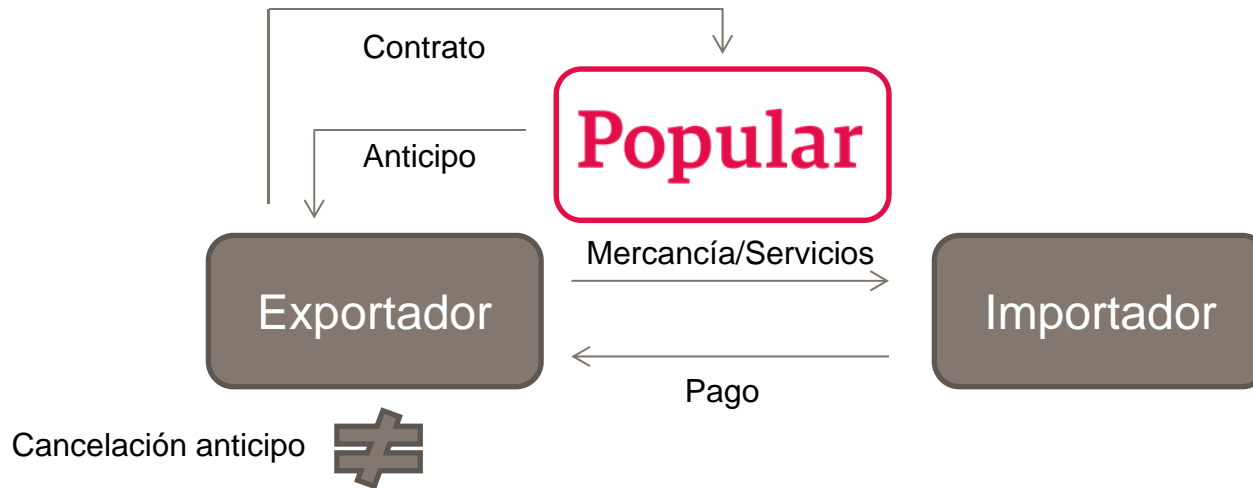 Contrato
Popular
Anticipo
Mercancía/Servicios
Exportador
Importador
Pago
Cancelación anticipo